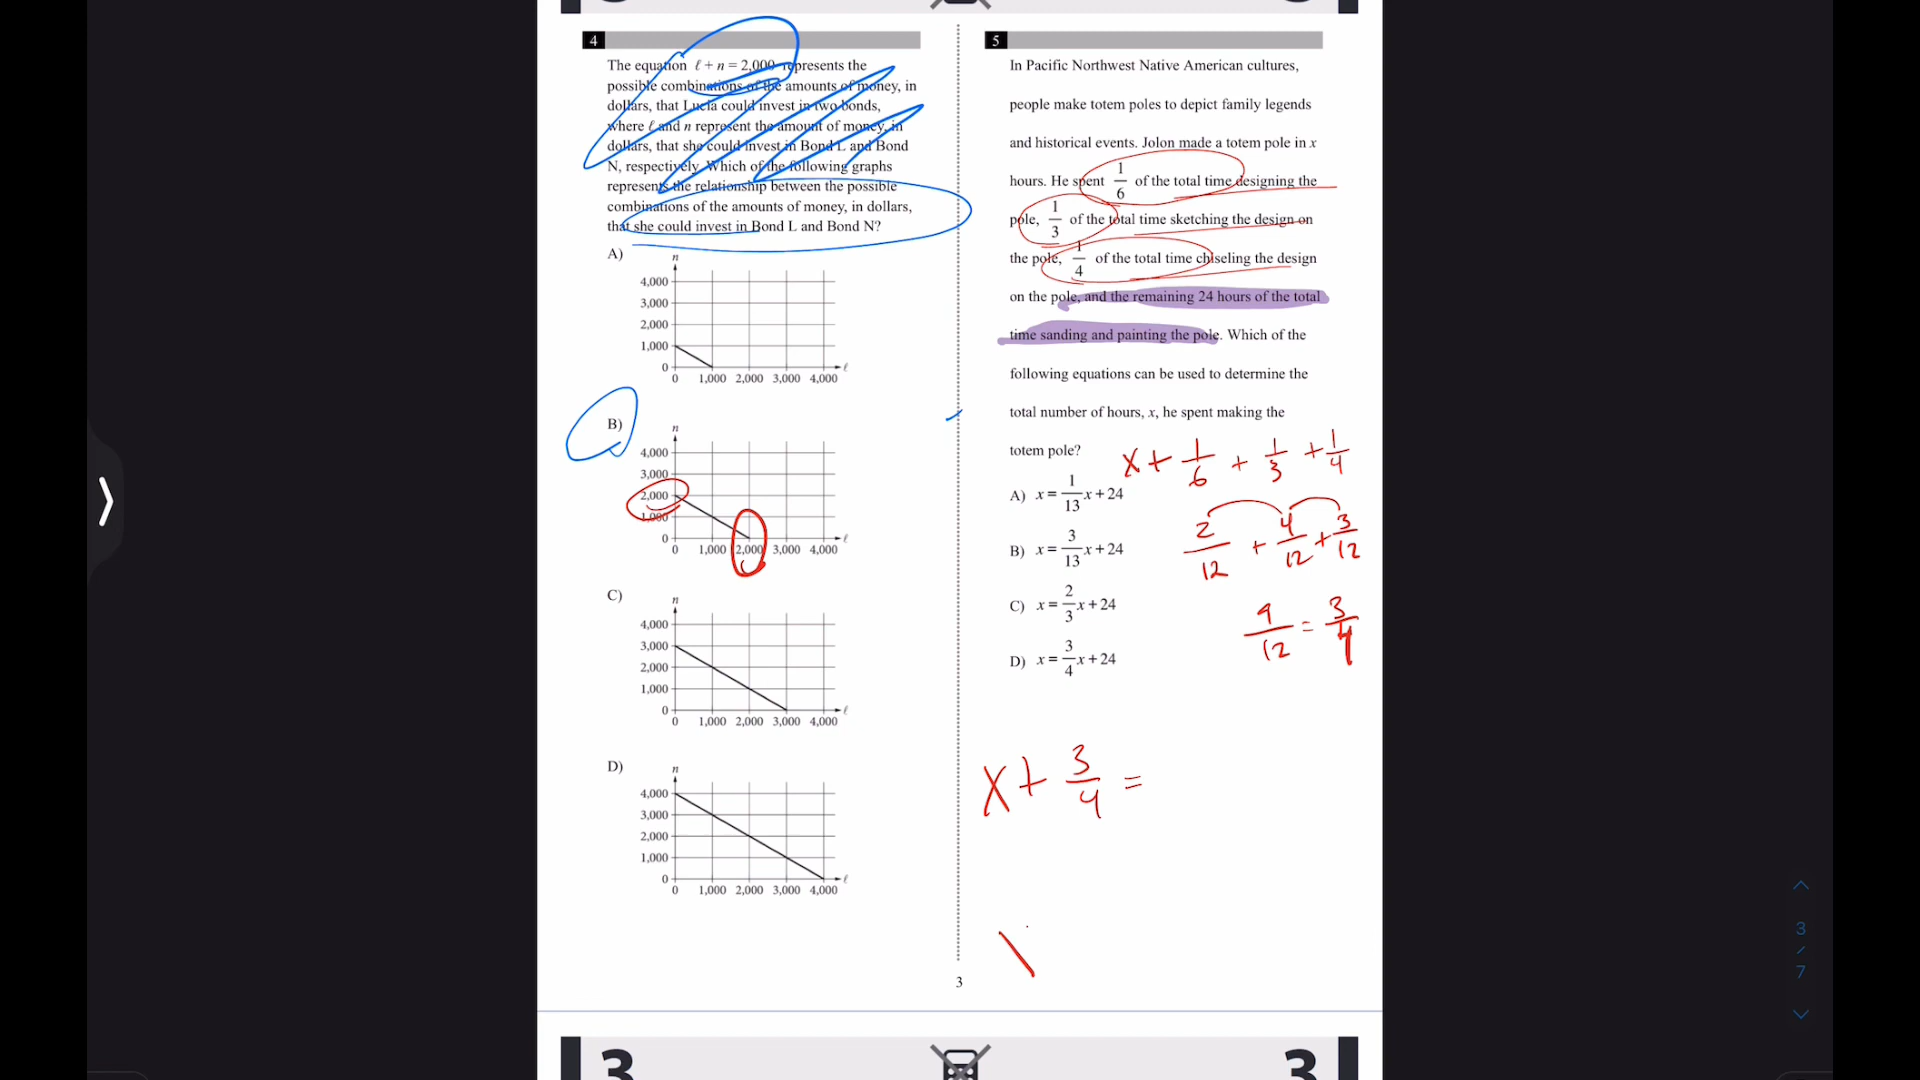 4
The equation ℓ + n = 2,000 represents the
possible combinations of the amounts of money, in
dollars, that Lucia could invest in two bonds,
where ℓ and n represent the amount of money, in
dollars, that she could invest in Bond L and Bond
N, respectively. Which of the following graphs
represents the relationship between the possible
combinations of the amounts of money, in dollars,
that she could invest in Bond L and Bond N?
A)
n
4,000
3,000
2,000
1,000
0
0 1,000 2,000 3,000 4,000 ℓ
B)
n
4,000
3,000
2,000
1,000
0
0 1,000 2,000 3,000 4,000 ℓ
C)
n
4,000
3,000
2,000
1,000
0
0 1,000 2,000 3,000 4,000 ℓ
D)
n
4,000
3,000
2,000
1,000
0
0 1,000 2,000 3,000 4,000 ℓ
5
In Pacific Northwest Native American cultures,
people make totem poles to depict family legends
and historical events. Jolon made a totem pole in x
hours. He spent 1/6 of the total time designing the
pole, 1/3 of the total time sketching the design on
the pole, 1/4 of the total time chiseling the design
on the pole, and the remaining 24 hours of the total
time sanding and painting the pole. Which of the
following equations can be used to determine the
total number of hours, x, he spent making the
totem pole?
A) x = 1/13 x + 24
B) x = 3/13 x + 24
C) x = 2/3 x + 24
D) x = 3/4 x + 24
x + 1/6 + 1/3 + 1/4
2/12 + 4/12 + 3/12
9/12 = 3/4
x + 3/4 =
3
3 3
3
/
7